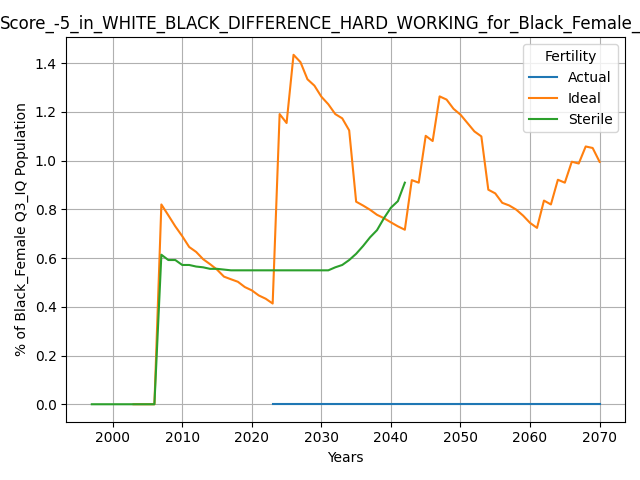 Score_-5_in_WHITE_BLACK_DIFFERENCE_HARD_WORKING_for_Black_Female_
Fertility
Actual
Ideal
Sterile
% of Black_Female Q3_IQ Population
1.4
1.2
1.0
0.8
0.6
0.4
0.2
0.0
2000 2010 2020 2030 2040 2050 2060 2070
Years